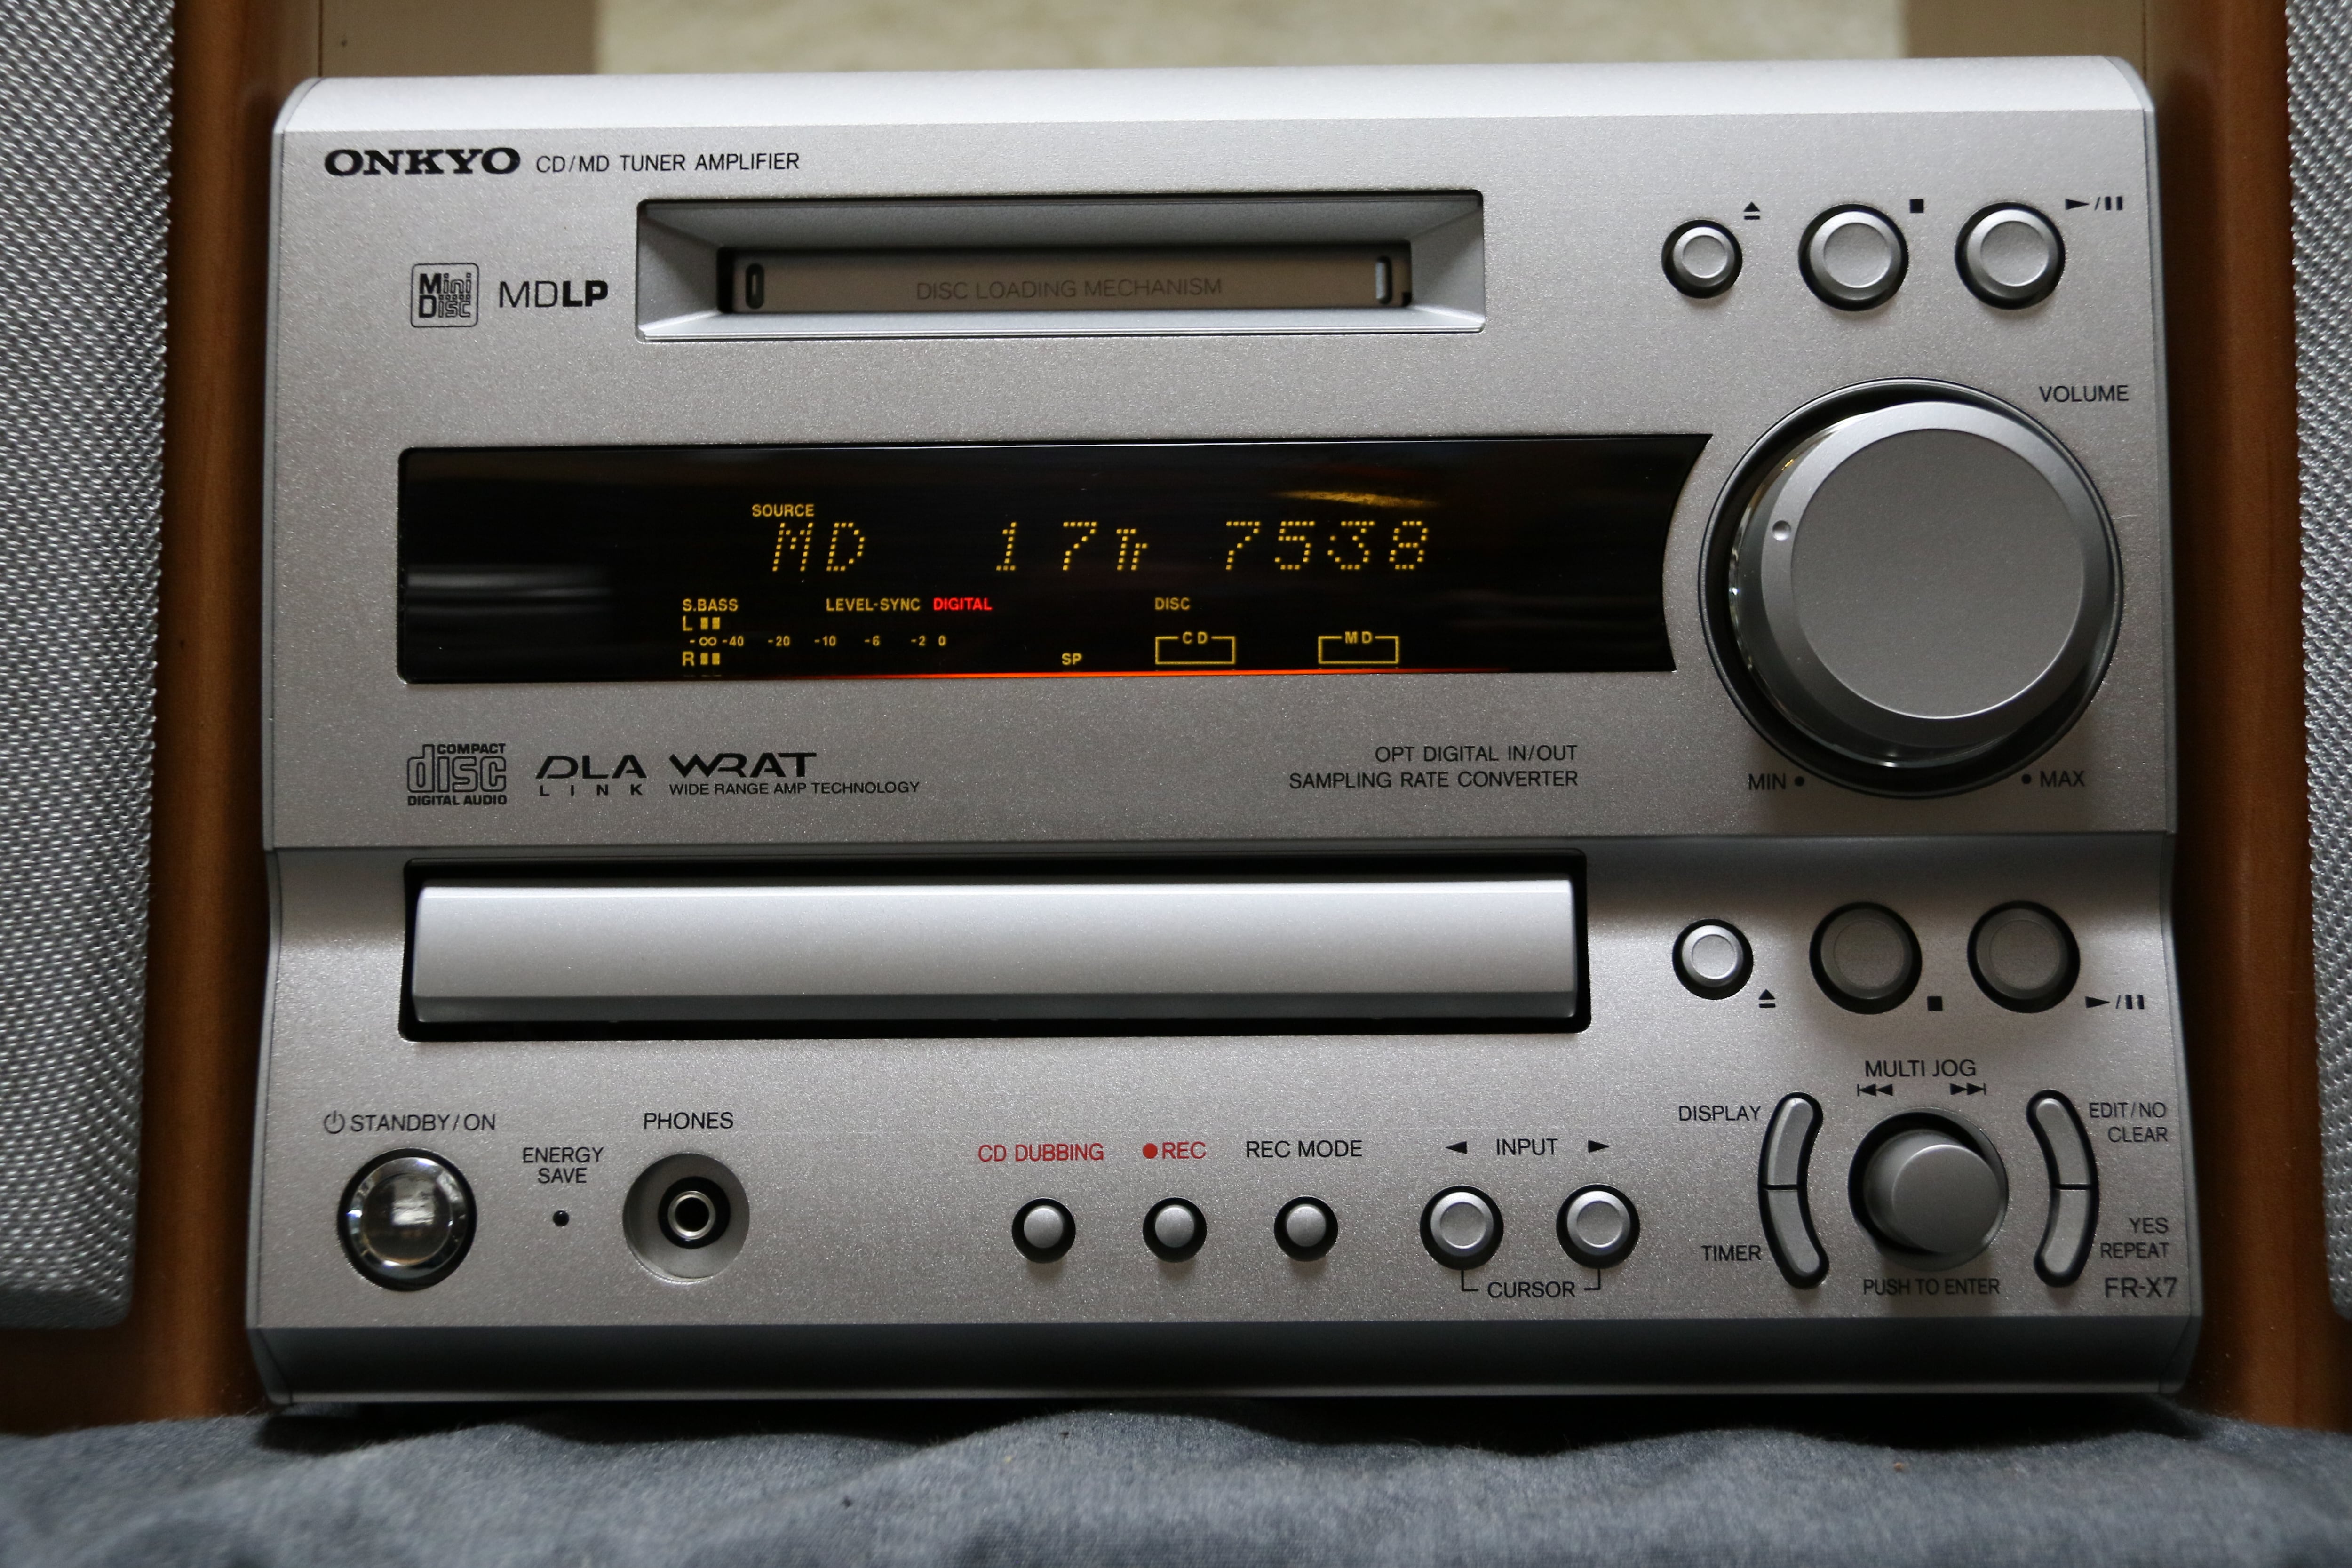 ONKYO CD/MD TUNER AMPLIFIER
Mini Disc MDLP
DISC LOADING MECHANISM
VOLUME
SOURCE
MD 17Tr 7538
S.BASS LEVEL-SYNC DIGITAL DISC
L
-∞ -40 -20 -10 -6 -2 0
CD MD
R SP
COMPACT
disc
DIGITAL AUDIO
DLA
LINK
WRAT
WIDE RANGE AMP TECHNOLOGY
OPT DIGITAL IN/OUT
SAMPLING RATE CONVERTER
MIN • • MAX
STANDBY/ON
ENERGY
SAVE
PHONES
CD DUBBING
●REC
REC MODE
◄ INPUT ►
CURSOR
MULTI JOG
DISPLAY
TIMER
PUSH TO ENTER
EDIT/NO
CLEAR
YES
REPEAT
FR-X7